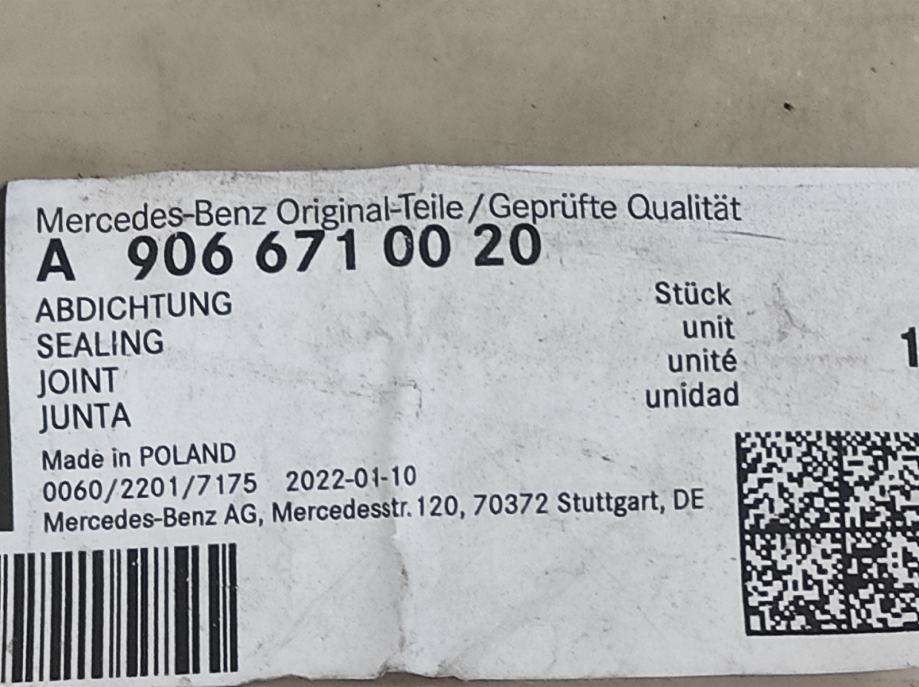 Mercedes-Benz Original-Teile/Geprüfte Qualität
A 906 671 00 20
ABDICHTUNG
SEALING
JOINT
JUNTA
Stück
unit
unité
unidad
1
Made in POLAND
0060/2201/7175 2022-01-10
Mercedes-Benz AG, Mercedesstr. 120, 70372 Stuttgart, DE